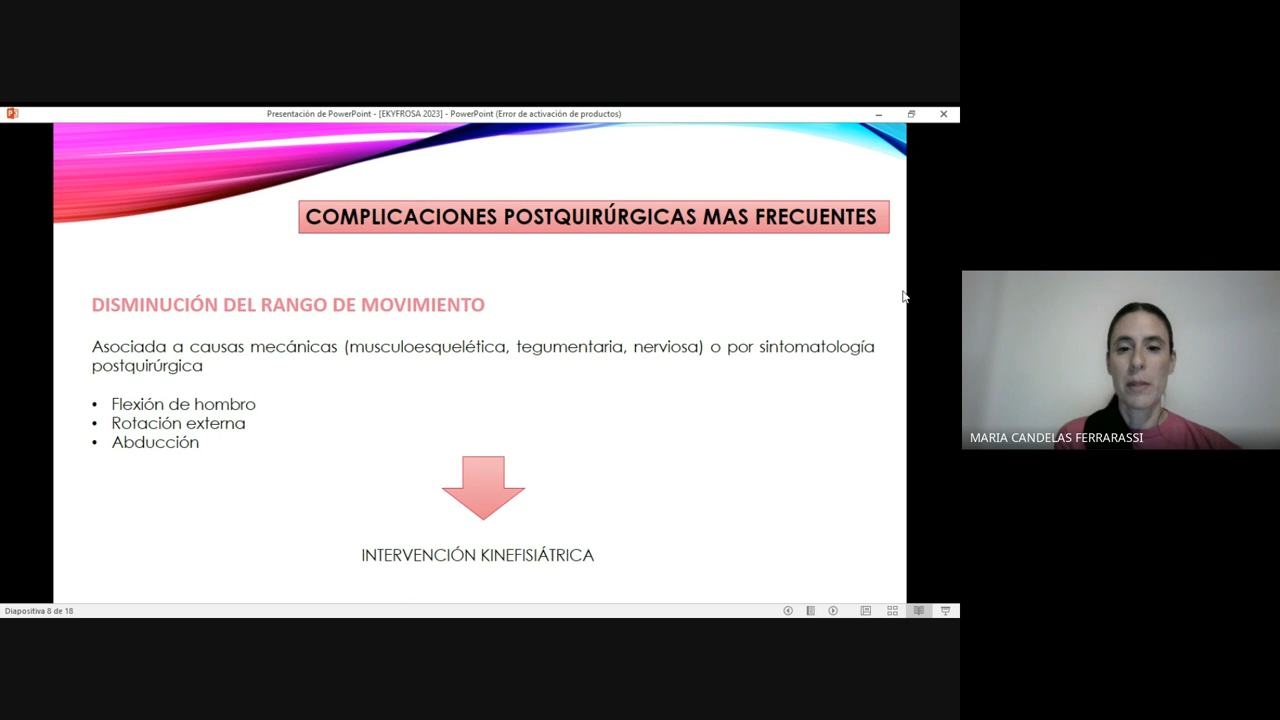 Presentación de PowerPoint - [EKYFROSA 2023] - PowerPoint (Error de activación de productos)
COMPLICACIONES POSTQUIRÚRGICAS MAS FRECUENTES
DISMINUCIÓN DEL RANGO DE MOVIMIENTO
Asociada a causas mecánicas (musculoesquelética, tegumentaria, nerviosa) o por sintomatología
postquirúrgica
• Flexión de hombro
• Rotación externa
• Abducción
INTERVENCIÓN KINEFISIÁTRICA
MARIA CANDELAS FERRARASSI
Diapositiva 8 de 18